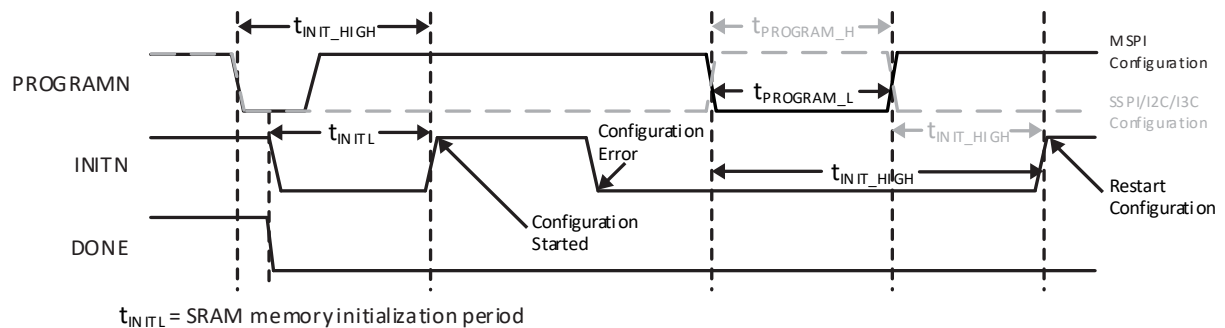 tINIT_HIGH
tPROGRAM_H
MSPI
Configuration
PROGRAMN
tPROGRAM_L
SSPI/I2C/I3C
Configuration
tINITL
Configuration
Error
tINIT_HIGH
INITN
tINIT_HIGH
Configuration
Started
Restart
Configuration
DONE
tINITL = SRAM memory initialization period